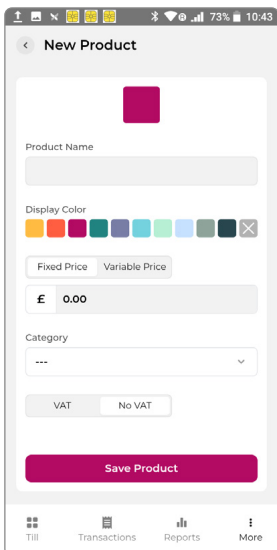 73% 10:43
New Product
Product Name
Display Color
Fixed Price Variable Price
£ 0.00
Category
---
VAT No VAT
Save Product
Till Transactions Reports More